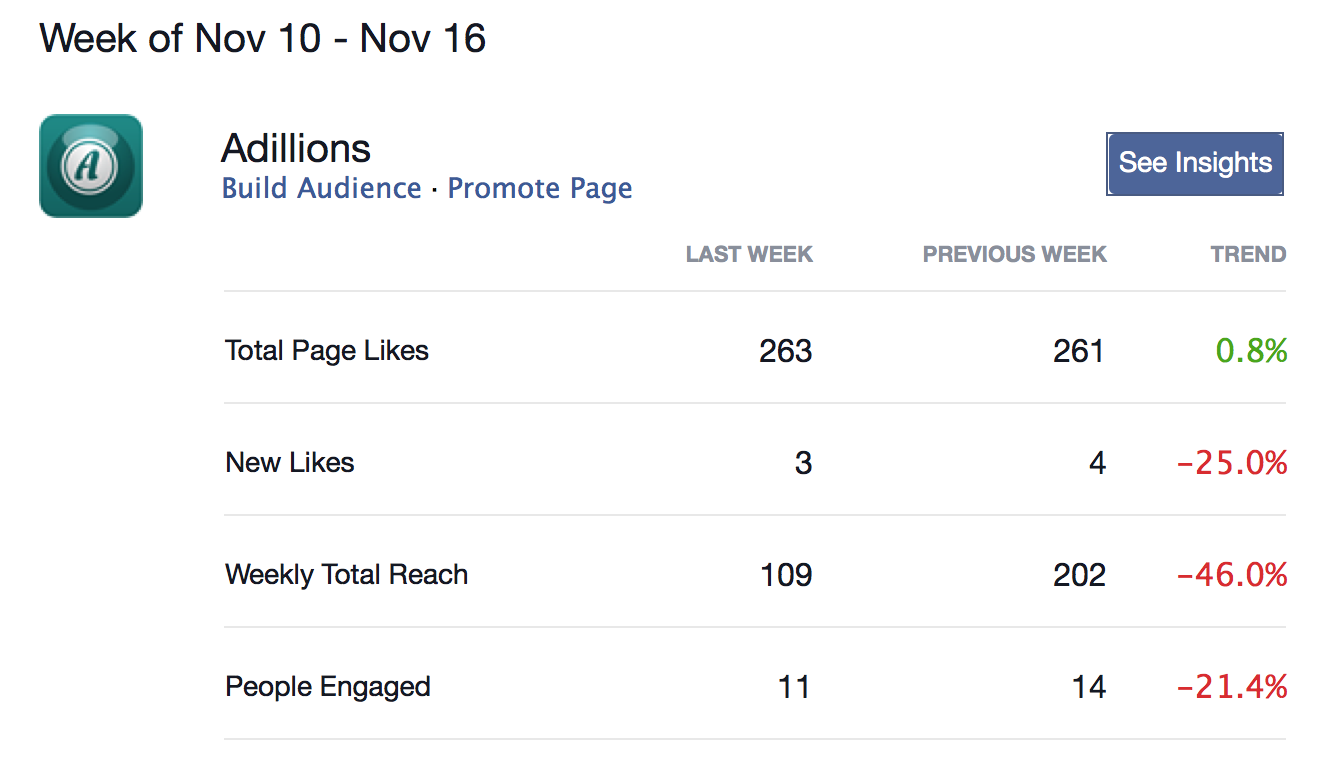 Week of Nov 10 - Nov 16
A
Adillions
Build Audience · Promote Page
See Insights
LAST WEEK PREVIOUS WEEK TREND
Total Page Likes 263 261 0.8%
New Likes 3 4 -25.0%
Weekly Total Reach 109 202 -46.0%
People Engaged 11 14 -21.4%